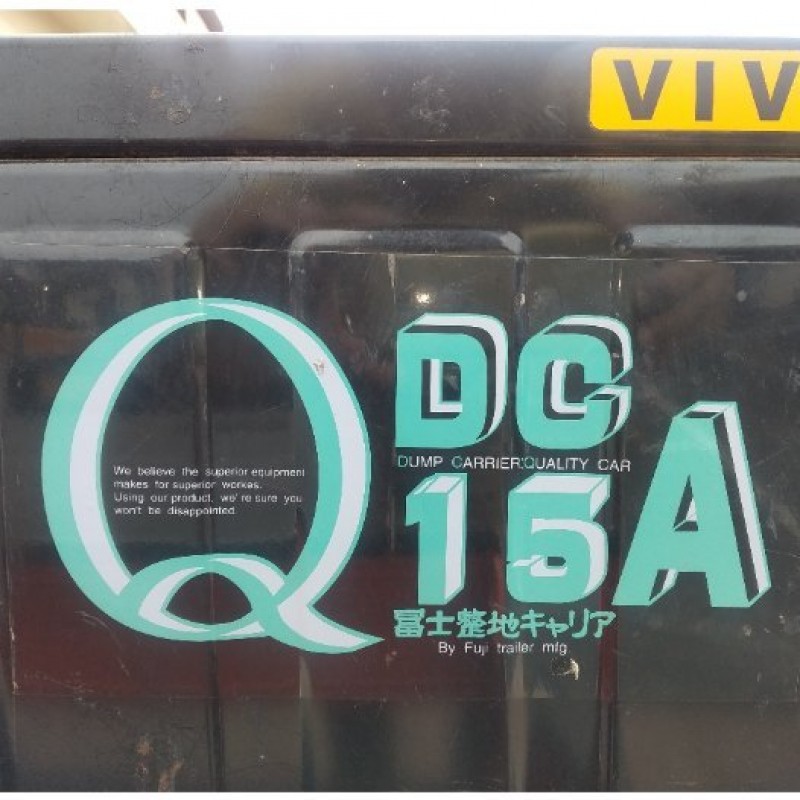 VIV
Q
We believe the superior equipment
makes for superior workes.
Using our product, we're sure you
won't be disappointed.
DC
DUMP CARRIER:QUALITY CAR
15A
冨士整地キャリア
By Fuji trailer mfg